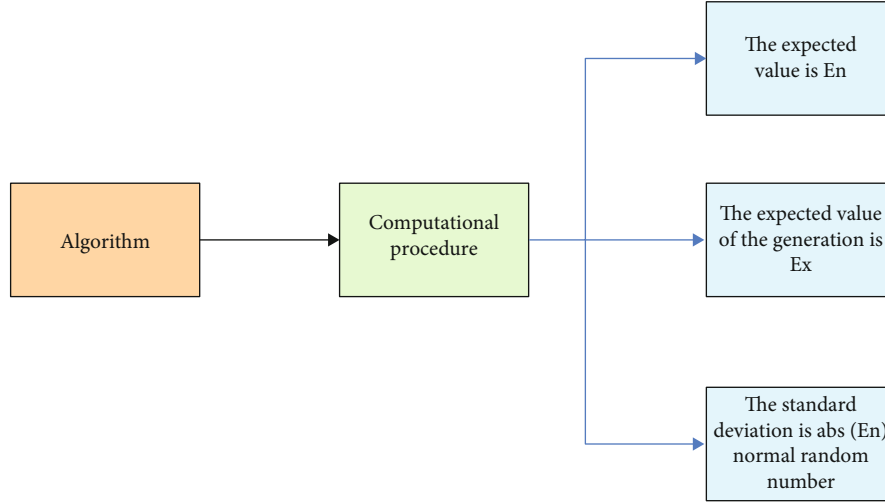 Algorithm
Computational
procedure
The expected
value is En
The expected value
of the generation is
Ex
The standard
deviation is abs (En)
normal random
number